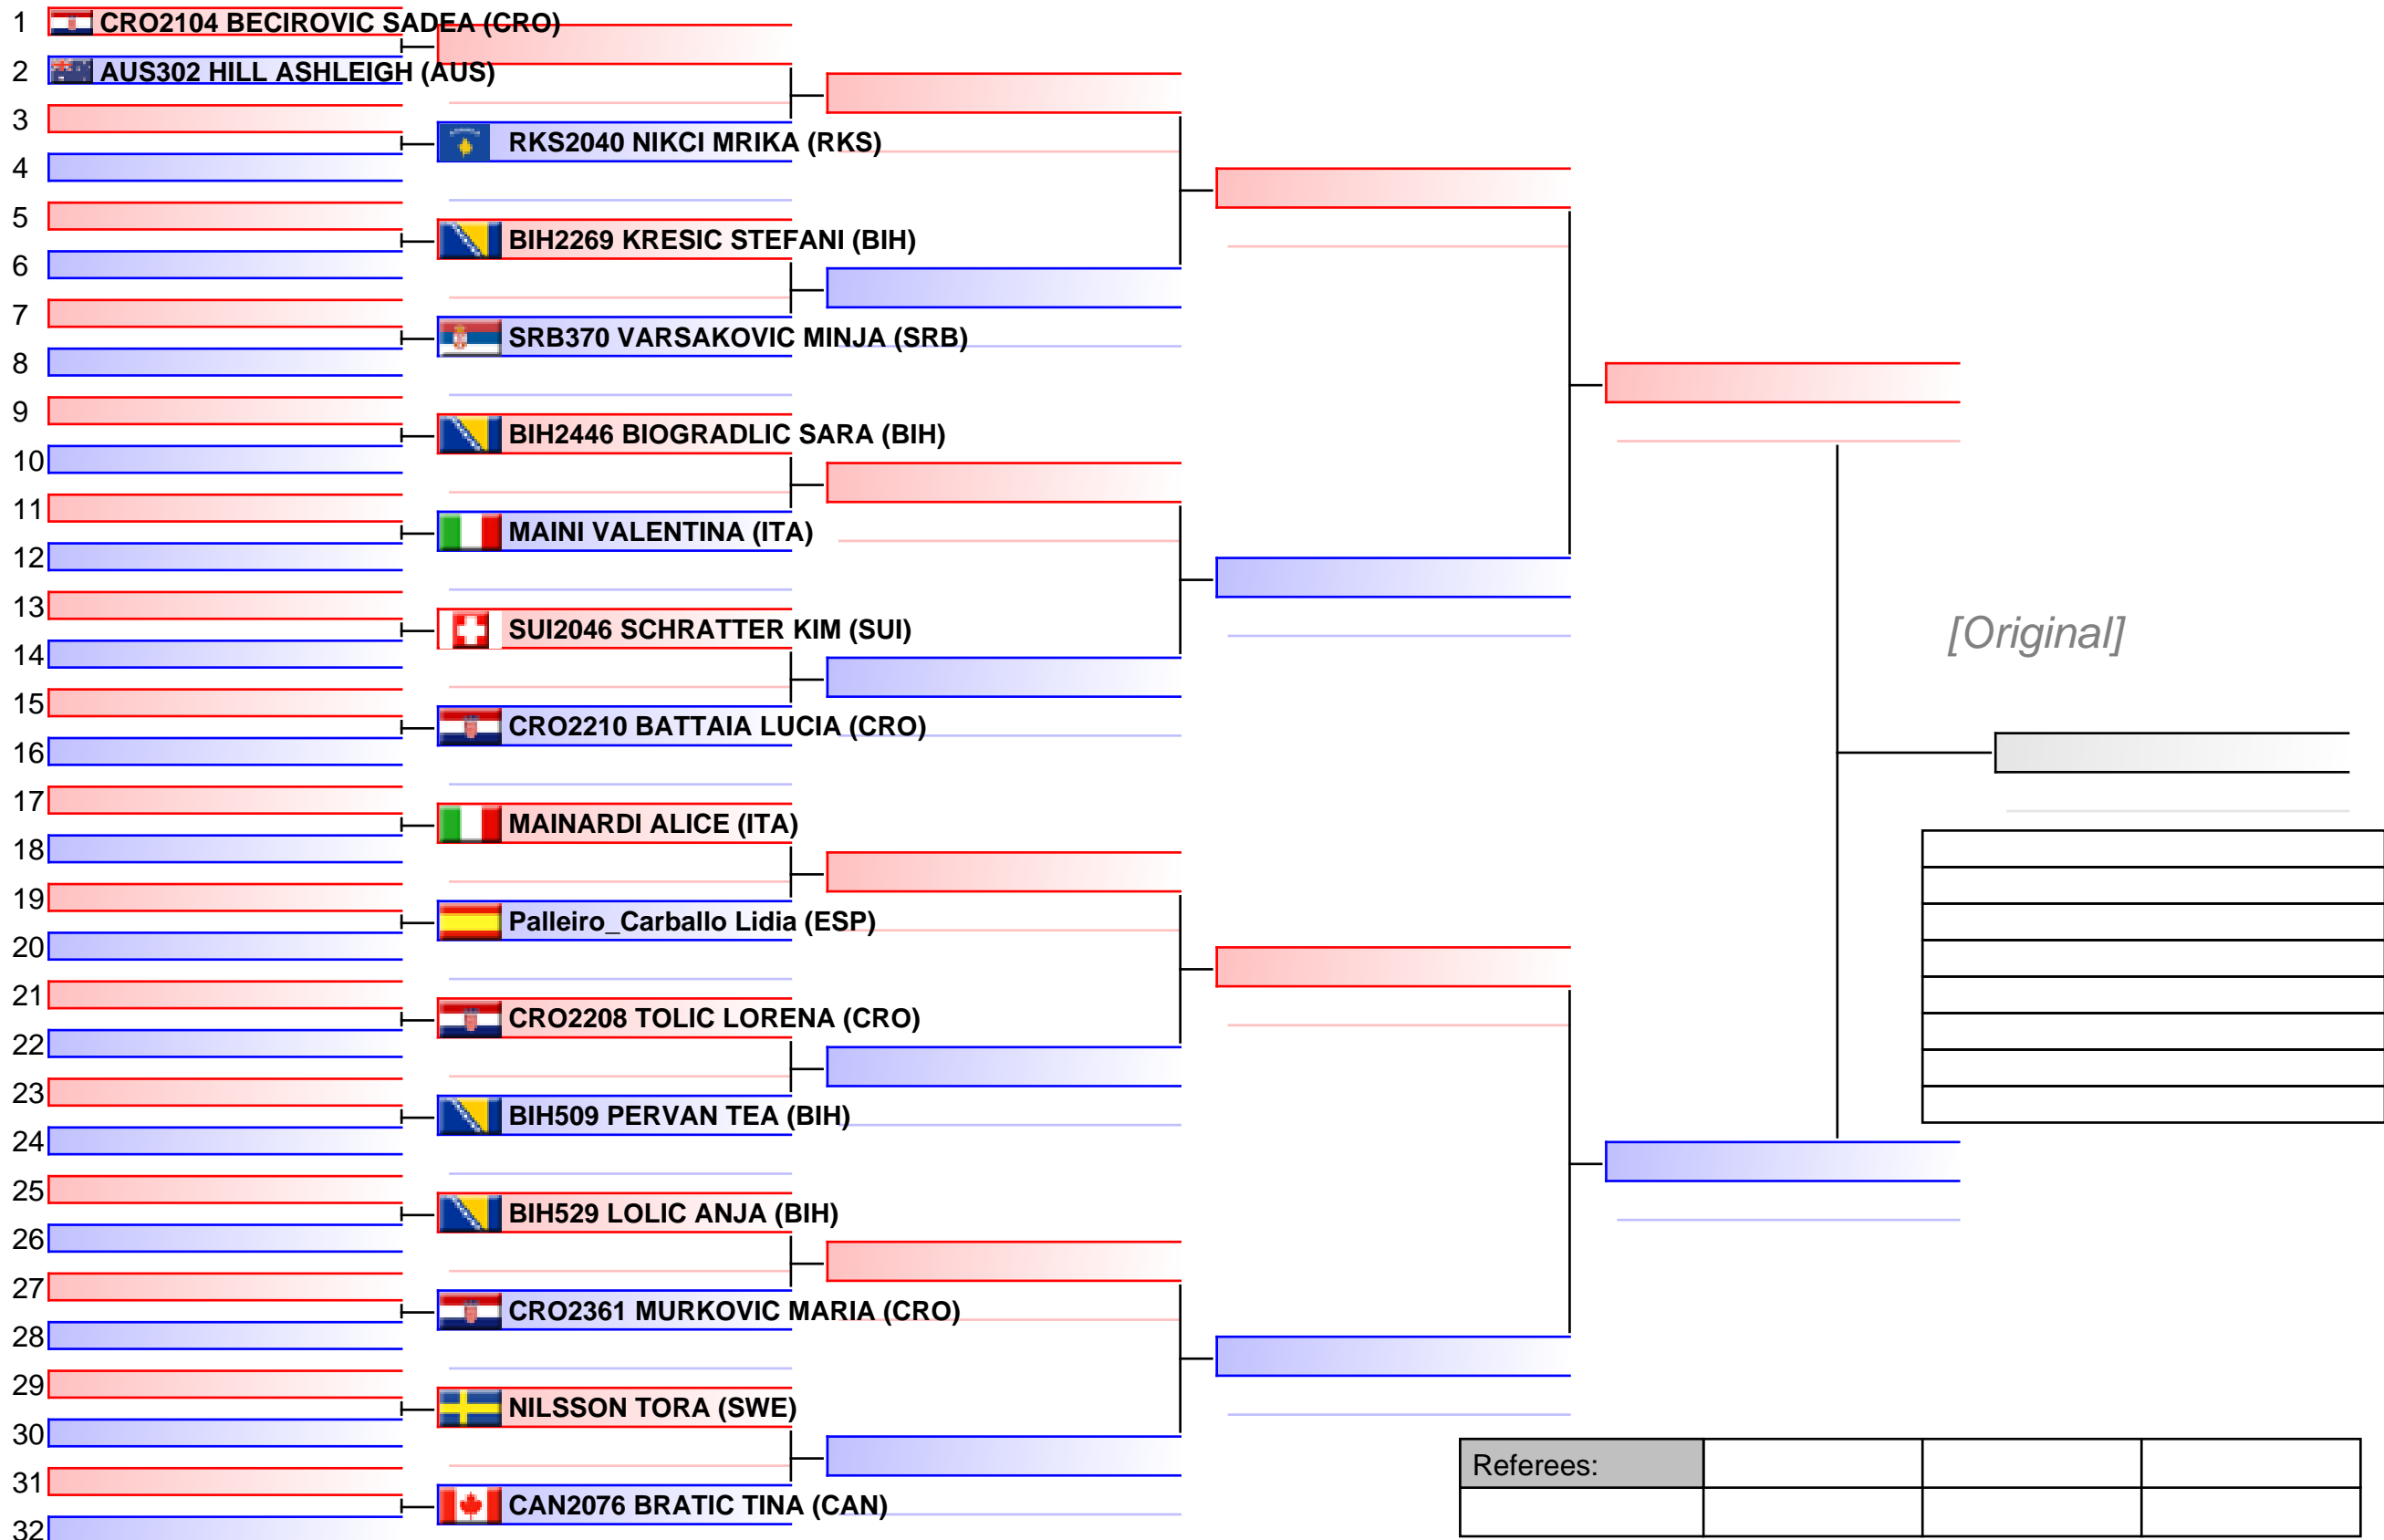 1 CRO2104 BECIROVIC SADEA (CRO)
2 AUS302 HILL ASHLEIGH (AUS)
3
RKS2040 NIKCI MRIKA (RKS)
4
5
BIH2269 KRESIC STEFANI (BIH)
6
7
SRB370 VARSAKOVIC MINJA (SRB)
8
9
BIH2446 BIOGRADLIC SARA (BIH)
10
11
MAINI VALENTINA (ITA)
12
13
SUI2046 SCHRATTER KIM (SUI)
[Original]
14
15
CRO2210 BATTAIA LUCIA (CRO)
16
17
MAINARDI ALICE (ITA)
18
19
Palleiro_Carballo Lidia (ESP)
20
21
CRO2208 TOLIC LORENA (CRO)
22
23
BIH509 PERVAN TEA (BIH)
24
25
BIH529 LOLIC ANJA (BIH)
26
27
CRO2361 MURKOVIC MARIA (CRO)
28
29
NILSSON TORA (SWE)
30
Referees:
31
CAN2076 BRATIC TINA (CAN)
32